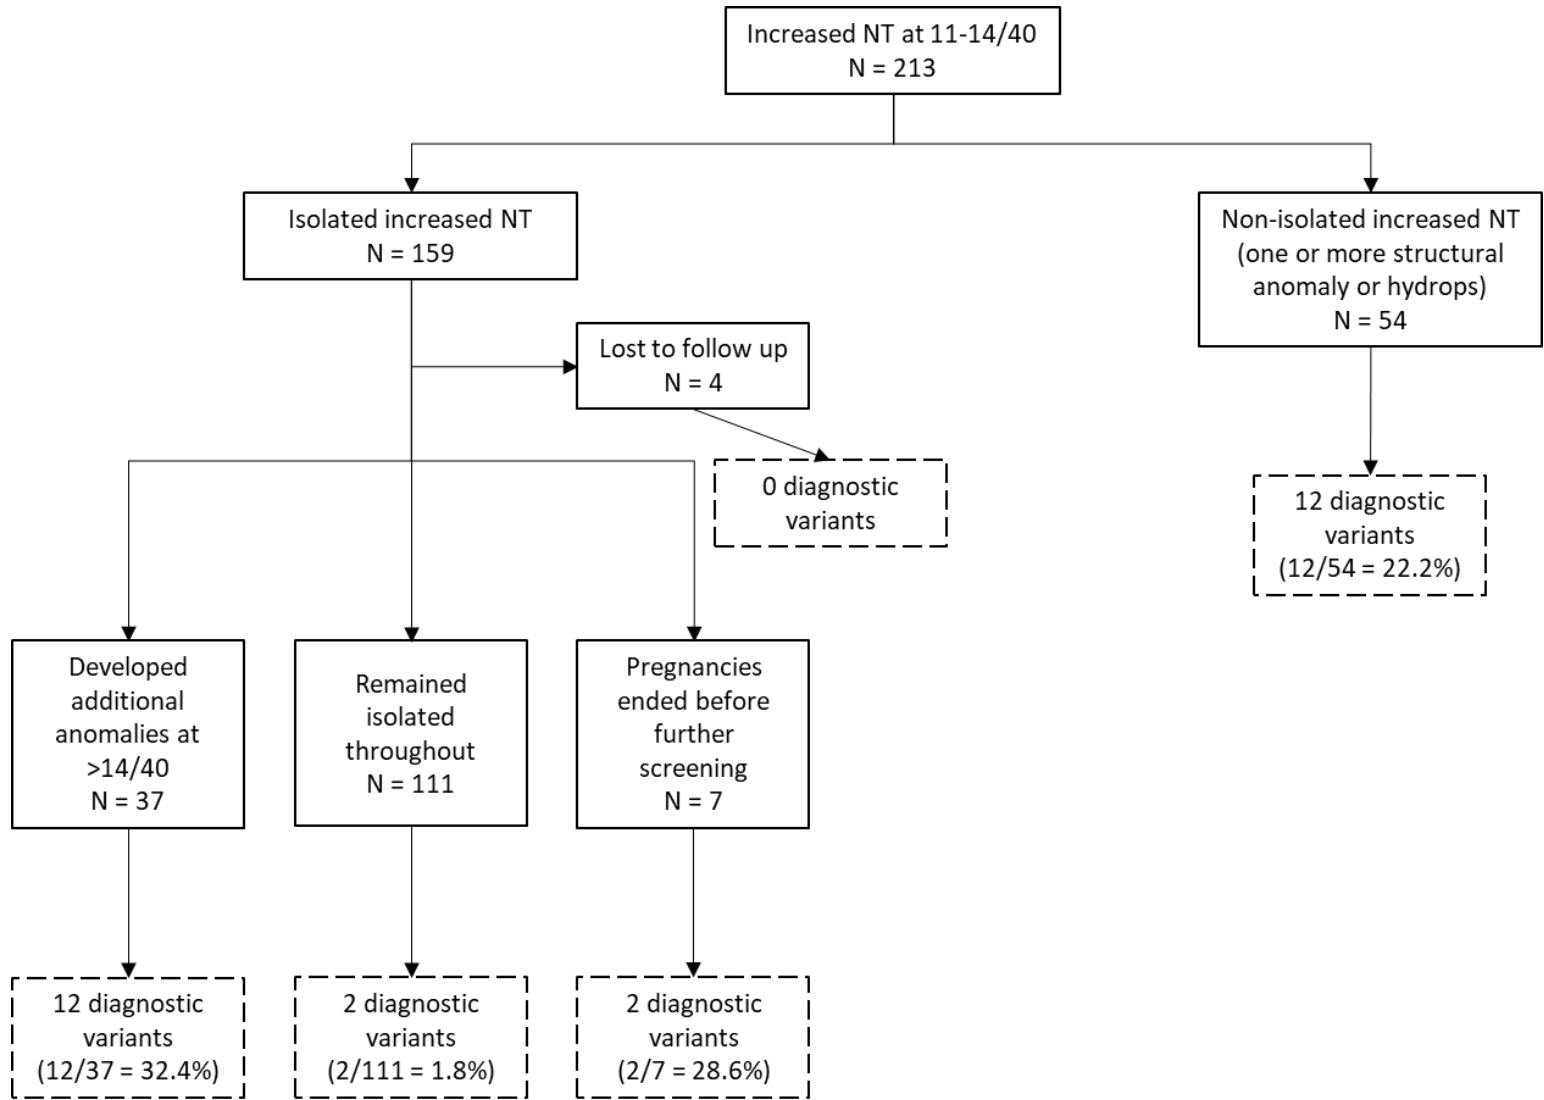 Increased NT at 11-14/40
N = 213
Isolated increased NT
N = 159
Non-isolated increased NT
(one or more structural
anomaly or hydrops)
N = 54
Lost to follow up
N = 4
0 diagnostic
variants
12 diagnostic
variants
(12/54 = 22.2%)
Developed
additional
anomalies at
>14/40
N = 37
Remained
isolated
throughout
N = 111
Pregnancies
ended before
further
screening
N = 7
12 diagnostic
variants
(12/37 = 32.4%)
2 diagnostic
variants
(2/111 = 1.8%)
2 diagnostic
variants
(2/7 = 28.6%)